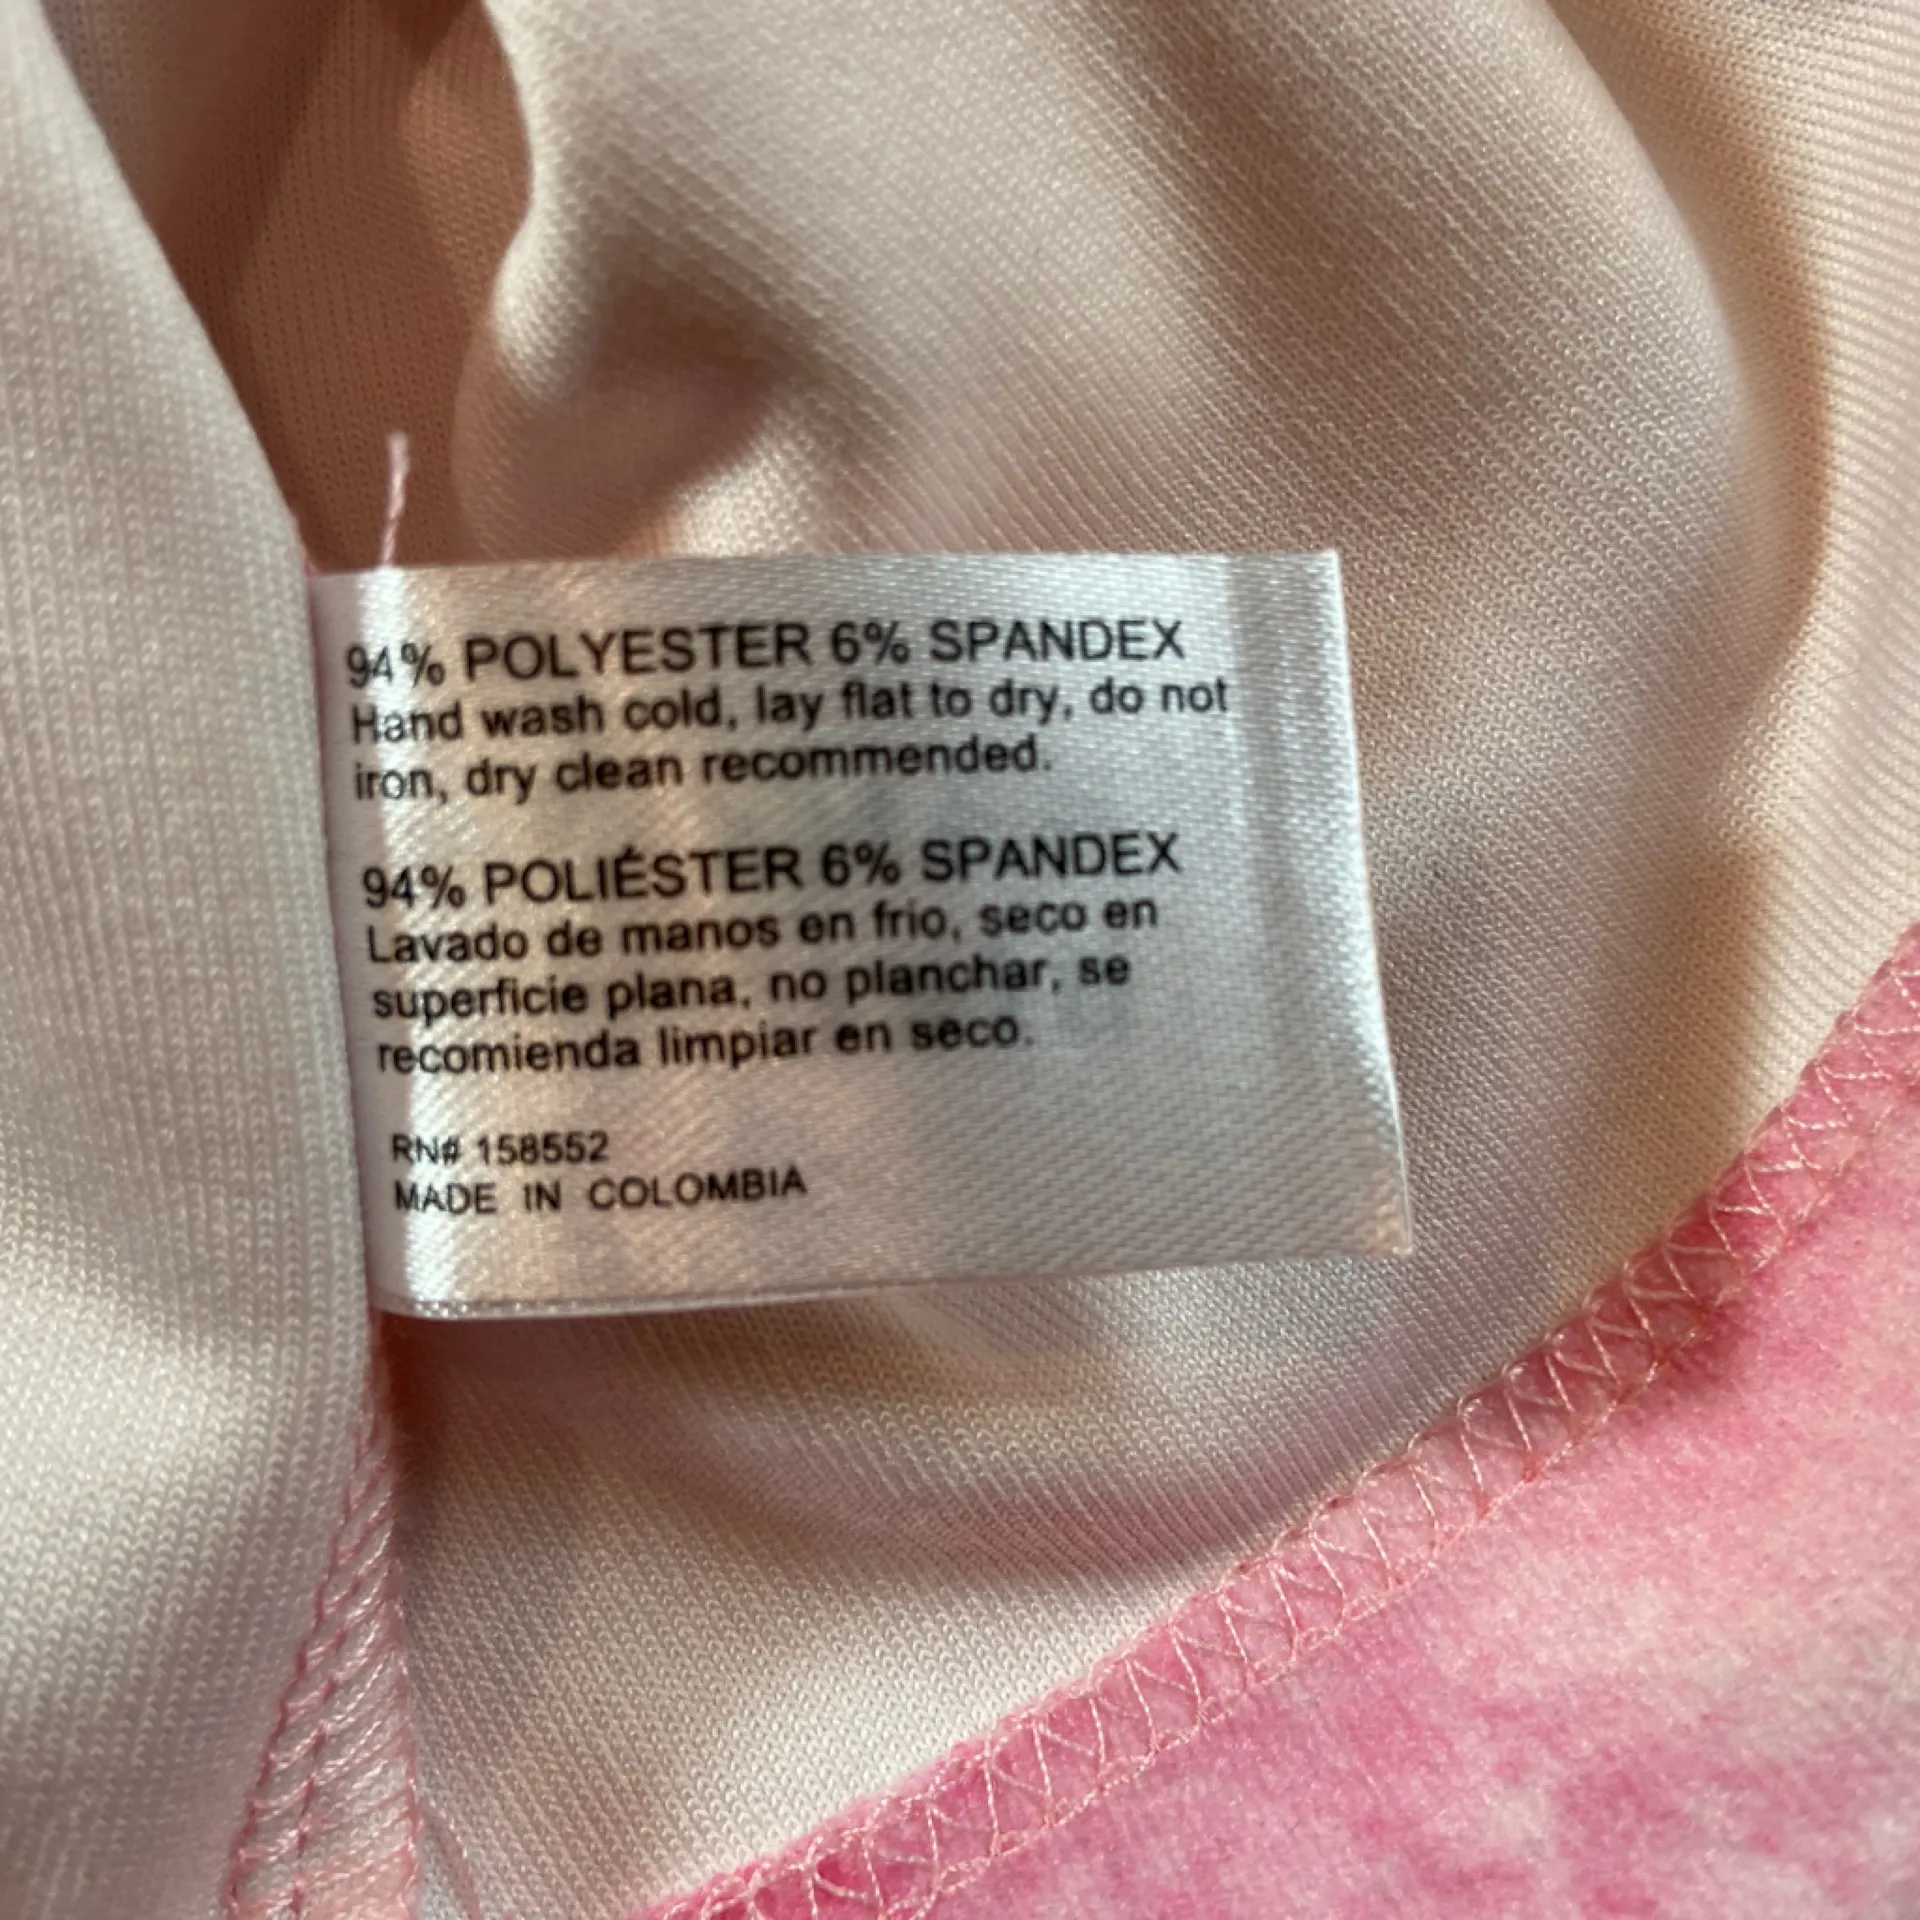 94% POLYESTER 6% SPANDEX
Hand wash cold, lay flat to dry, do not
iron, dry clean recommended.
94% POLIÉSTER 6% SPANDEX
Lavado de manos en frio, seco en
superficie plana, no planchar, se
recomienda limpiar en seco.
RN# 158552
MADE IN COLOMBIA